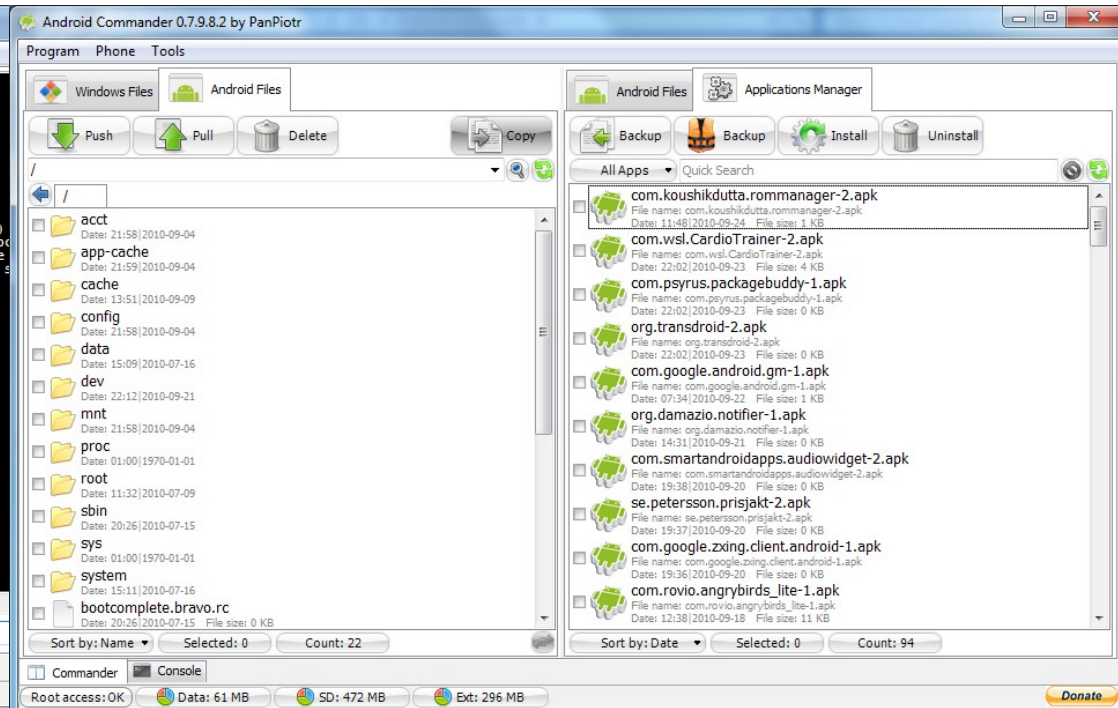 Android Commander 0.7.9.8.2 by PanPiotr
Program Phone Tools
Windows Files Android Files
Push Pull Delete Copy
/
/
acct
Date: 21:58|2010-09-04
app-cache
Date: 21:59|2010-09-04
cache
Date: 13:51|2010-09-09
config
Date: 21:58|2010-09-04
data
Date: 15:09|2010-07-16
dev
Date: 22:12|2010-09-21
mnt
Date: 21:58|2010-09-04
proc
Date: 01:00|1970-01-01
root
Date: 11:32|2010-07-09
sbin
Date: 20:26|2010-07-15
sys
Date: 01:00|1970-01-01
system
Date: 15:11|2010-07-16
bootcomplete.bravo.rc
Date: 20:26|2010-07-15 File size: 0 KB
Sort by: Name Selected: 0 Count: 22
Android Files Applications Manager
Backup Backup Install Uninstall
All Apps Quick Search
com.koushikdutta.rommanager-2.apk
File name: com.koushikdutta.rommanager-2.apk
Date: 11:48|2010-09-24 File size: 1 KB
com.wsl.CardioTrainer-2.apk
File name: com.wsl.CardioTrainer-2.apk
Date: 22:02|2010-09-23 File size: 4 KB
com.psyrus.packagebuddy-1.apk
File name: com.psyrus.packagebuddy-1.apk
Date: 22:02|2010-09-23 File size: 0 KB
org.transdroid-2.apk
File name: org.transdroid-2.apk
Date: 22:02|2010-09-23 File size: 0 KB
com.google.android.gm-1.apk
File name: com.google.android.gm-1.apk
Date: 07:34|2010-09-22 File size: 1 KB
org.damazio.notifier-1.apk
File name: org.damazio.notifier-1.apk
Date: 14:31|2010-09-21 File size: 0 KB
com.smartandroidapps.audiowidget-2.apk
File name: com.smartandroidapps.audiowidget-2.apk
Date: 19:38|2010-09-20 File size: 0 KB
se.petersson.prisjakt-2.apk
File name: se.petersson.prisjakt-2.apk
Date: 19:37|2010-09-20 File size: 0 KB
com.google.zxing.client.android-1.apk
File name: com.google.zxing.client.android-1.apk
Date: 19:36|2010-09-20 File size: 0 KB
com.rovio.angrybirds_lite-1.apk
File name: com.rovio.angrybirds_lite-1.apk
Date: 12:38|2010-09-18 File size: 11 KB
Sort by: Date Selected: 0 Count: 94
Commander Console
Root access: OK Data: 61 MB SD: 472 MB Ext: 296 MB Donate